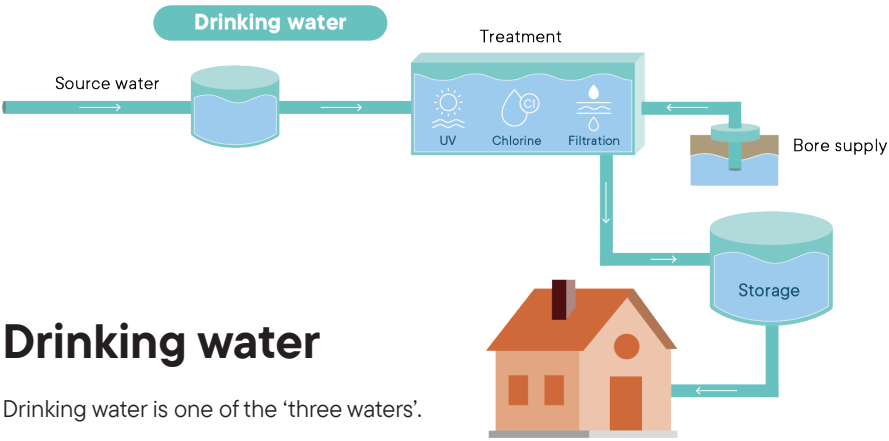 Drinking water
Treatment
Source water
Cl
UV
Chlorine
Filtration
Bore supply
Storage
Drinking water
Drinking water is one of the ‘three waters’.